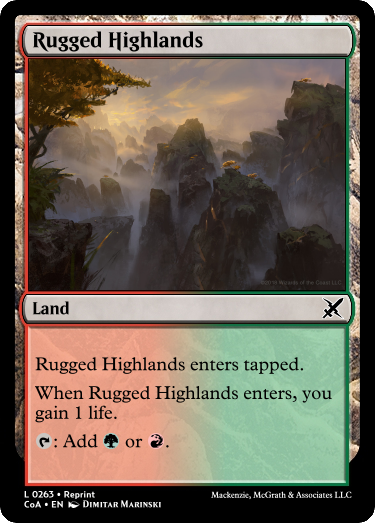 Rugged Highlands
Land
Rugged Highlands enters tapped.
When Rugged Highlands enters, you
gain 1 life.
: Add or .
L 0263 • Reprint
CoA • EN Dimitar Marinski
Mackenzie, McGrath & Associates LLC